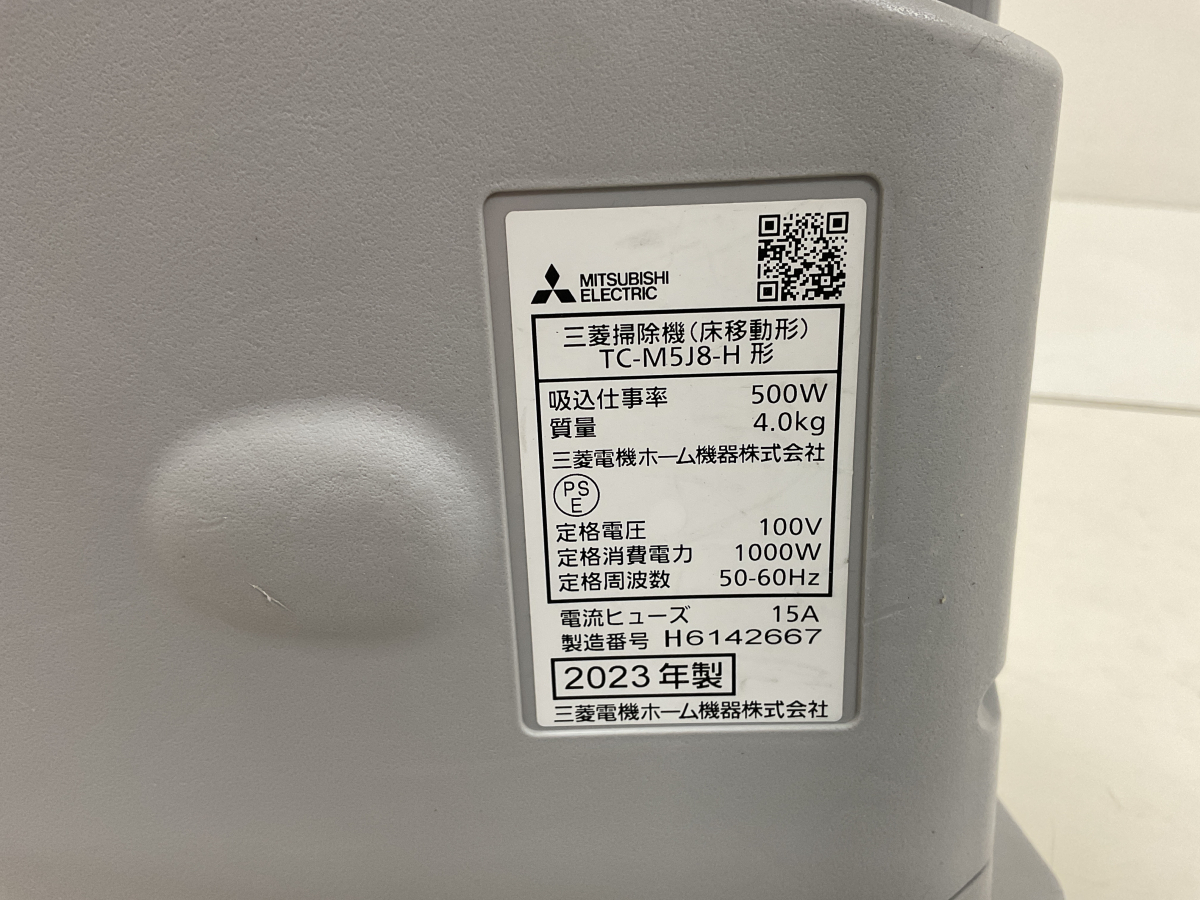 MITSUBISHI
ELECTRIC
三菱掃除機(床移動形)
TC-M5J8-H 形
吸込仕事率 500W
質量 4.0kg
三菱電機ホーム機器株式会社
PS
E
定格電圧 100V
定格消費電力 1000W
定格周波数 50-60Hz
電流ヒューズ 15A
製造番号 H6142667
2023 年製
三菱電機ホーム機器株式会社